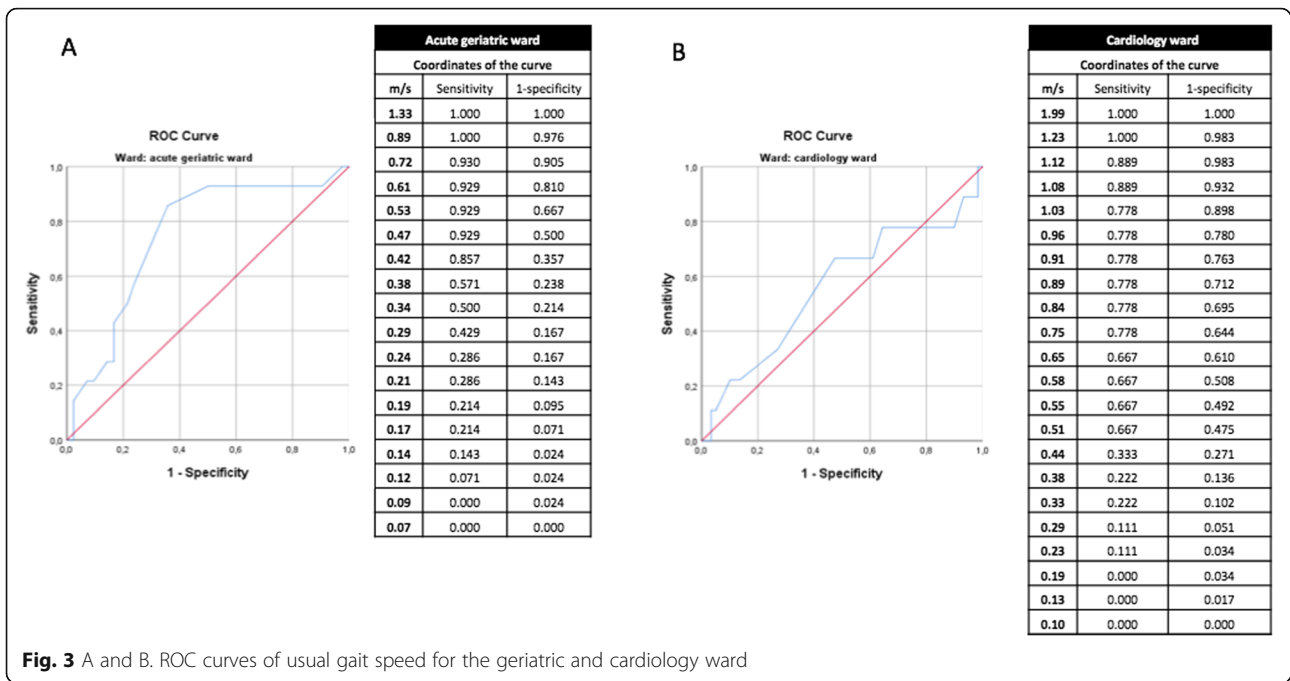 A
ROC Curve
Ward: acute geriatric ward
Sensitivity
1,0
0,8
0,6
0,4
0,2
0,0
0,0 0,2 0,4 0,6 0,8 1,0
1 - Specificity
Acute geriatric ward
Coordinates of the curve
m/s Sensitivity 1-specificity
1.33 1.000 1.000
0.89 1.000 0.976
0.72 0.930 0.905
0.61 0.929 0.810
0.53 0.929 0.667
0.47 0.929 0.500
0.42 0.857 0.357
0.38 0.571 0.238
0.34 0.500 0.214
0.29 0.429 0.167
0.24 0.286 0.167
0.21 0.286 0.143
0.19 0.214 0.095
0.17 0.214 0.071
0.14 0.143 0.024
0.12 0.071 0.024
0.09 0.000 0.024
0.07 0.000 0.000
B
ROC Curve
Ward: cardiology ward
Sensitivity
1,0
0,8
0,6
0,4
0,2
0,0
0,0 0,2 0,4 0,6 0,8 1,0
1 - Specificity
Cardiology ward
Coordinates of the curve
m/s Sensitivity 1-specificity
1.99 1.000 1.000
1.23 1.000 0.983
1.12 0.889 0.983
1.08 0.889 0.932
1.03 0.778 0.898
0.96 0.778 0.780
0.91 0.778 0.763
0.89 0.778 0.712
0.84 0.778 0.695
0.75 0.778 0.644
0.65 0.667 0.610
0.58 0.667 0.508
0.55 0.667 0.492
0.51 0.667 0.475
0.44 0.333 0.271
0.38 0.222 0.136
0.33 0.222 0.102
0.29 0.111 0.051
0.23 0.111 0.034
0.19 0.000 0.034
0.13 0.000 0.017
0.10 0.000 0.000
Fig. 3 A and B. ROC curves of usual gait speed for the geriatric and cardiology ward